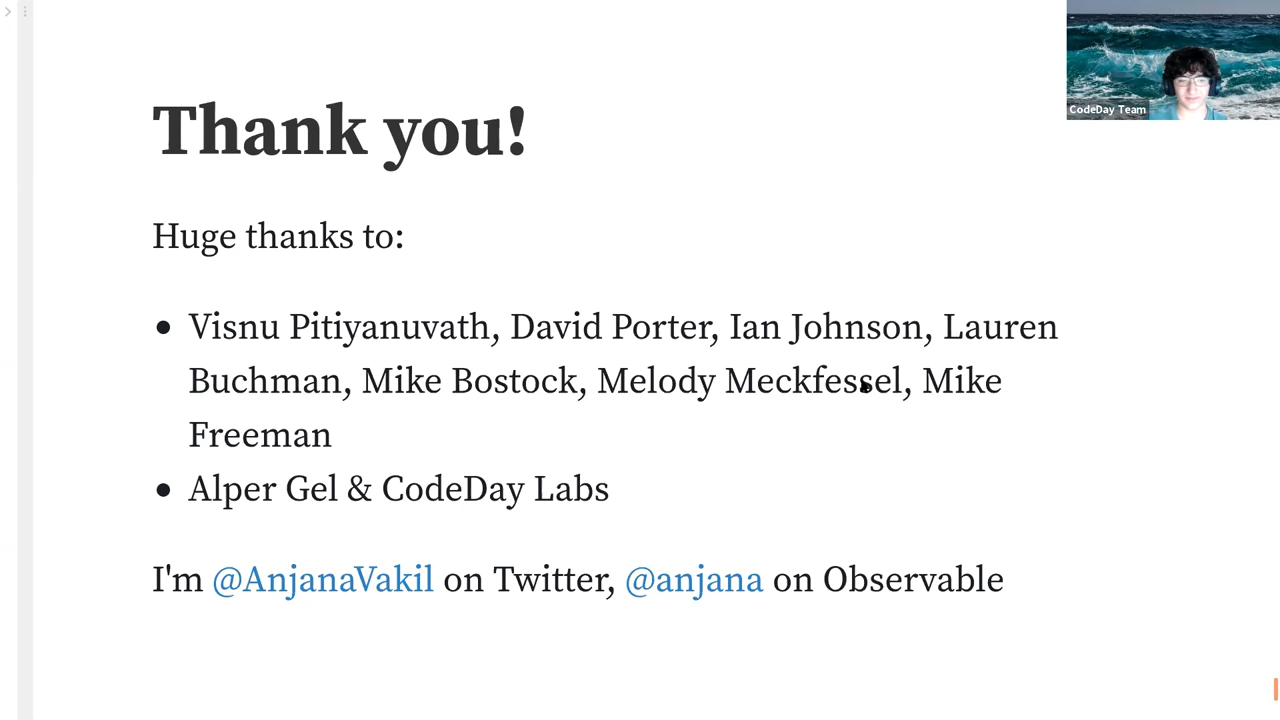 Thank you!
CodeDay Team
Huge thanks to:
• Visnu Pitiyanuvath, David Porter, Ian Johnson, Lauren
Buchman, Mike Bostock, Melody Meckfessel, Mike
Freeman
• Alper Gel & CodeDay Labs
I'm @AnjanaVakil on Twitter, @anjana on Observable